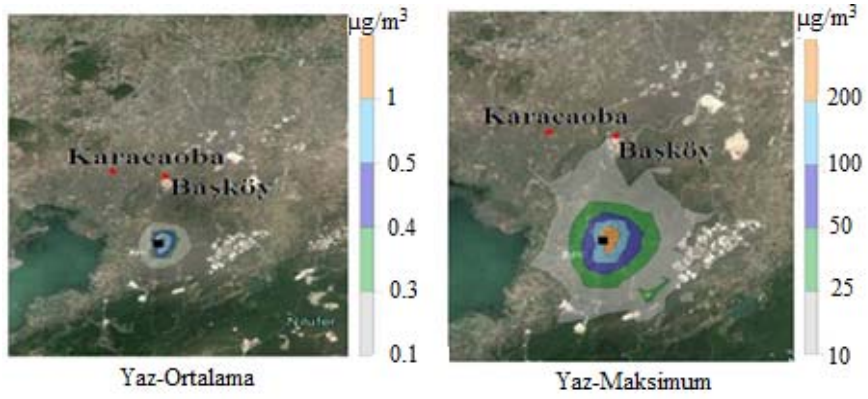 µg/m³
1
0.5
0.4
0.3
0.1
Karacaoba
Başköy
Nilufer
Yaz-Ortalama
µg/m³
200
100
50
25
10
Karacaoba
Başköy
Yaz-Maksimum